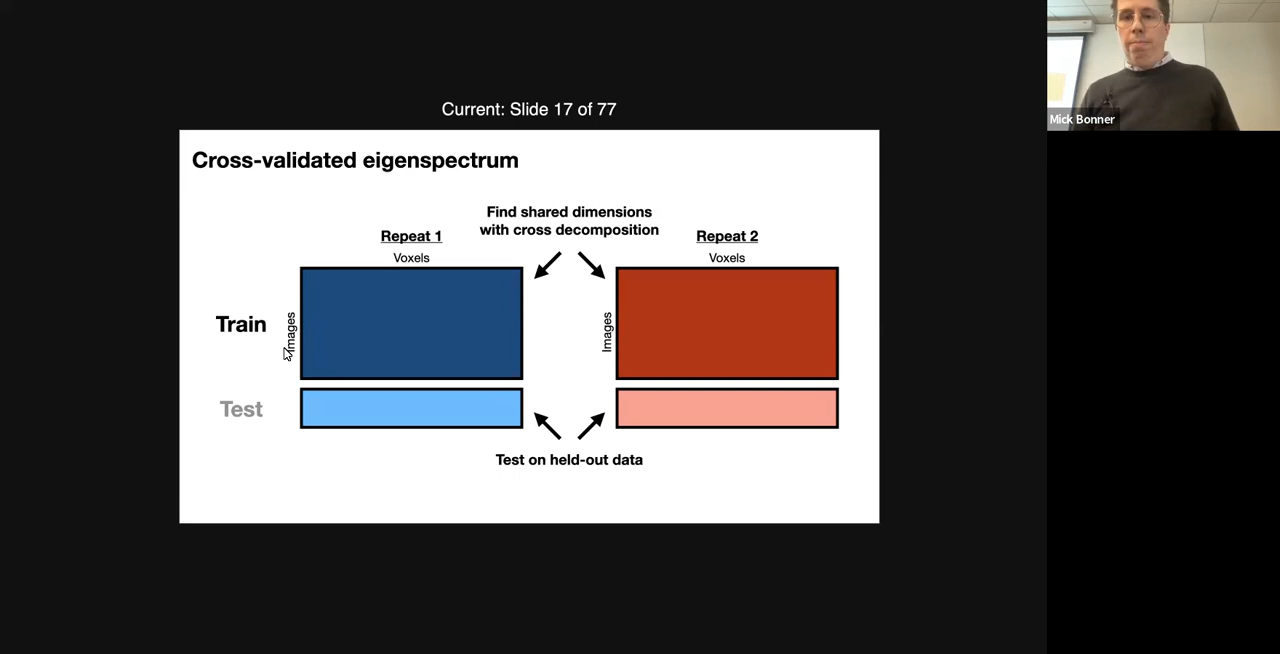 Current: Slide 17 of 77
Mick Bonner
Cross-validated eigenspectrum
Find shared dimensions
with cross decomposition
Repeat 1
Repeat 2
Voxels
Voxels
Train
Images
Images
Test
Test on held-out data